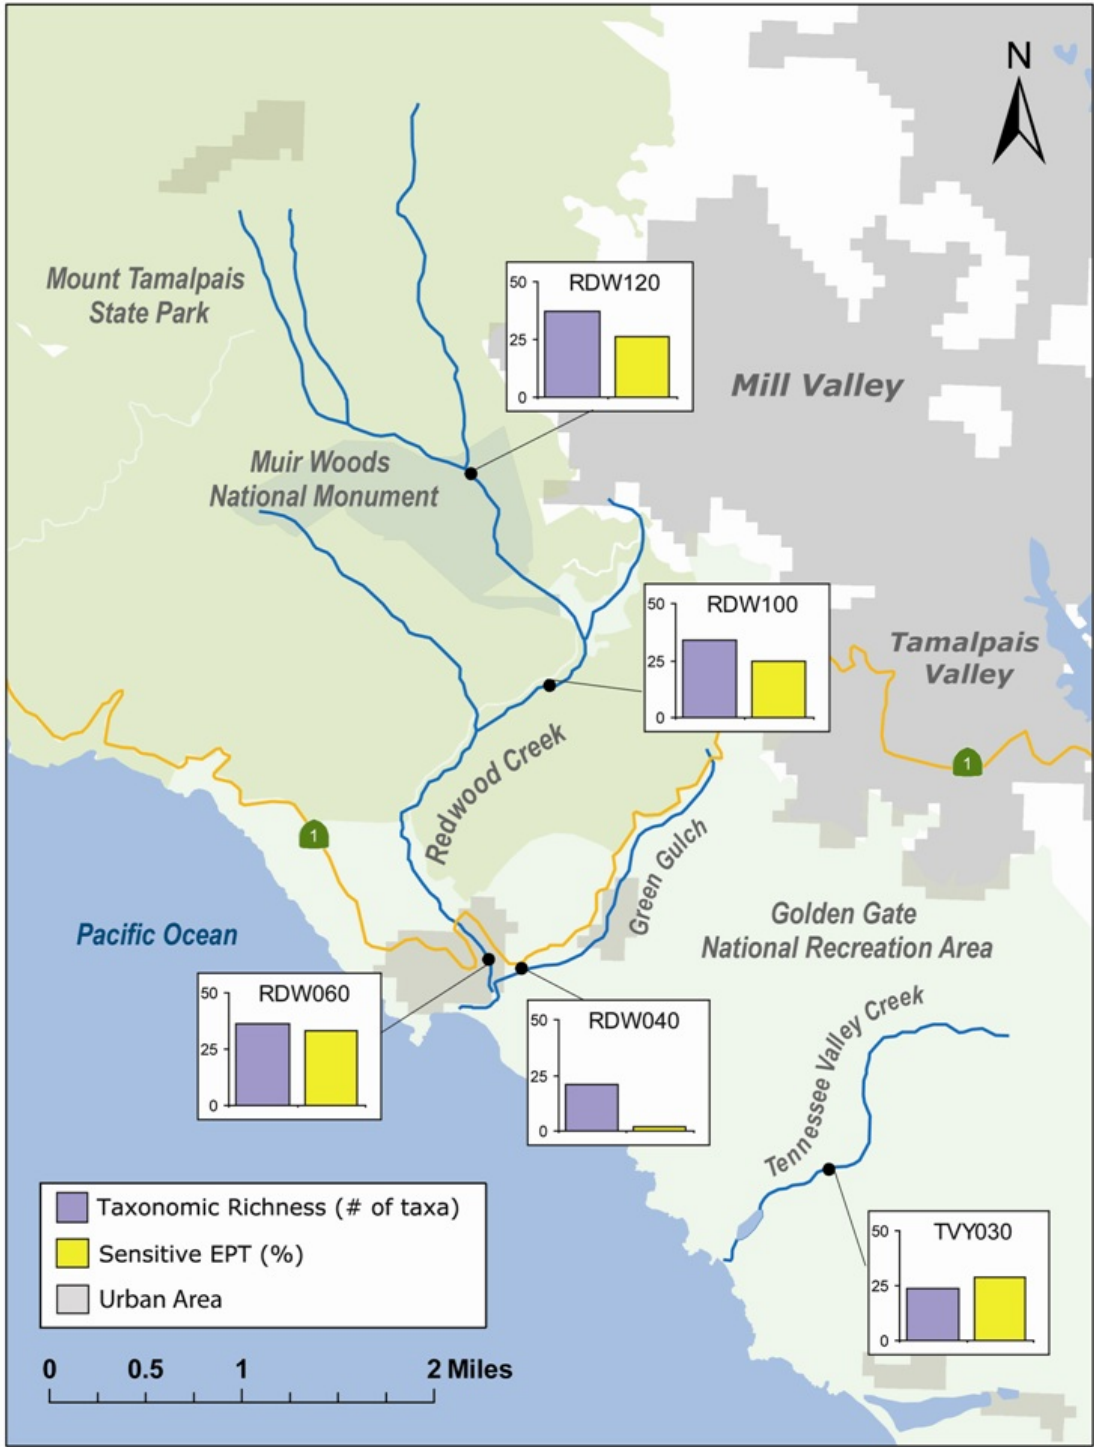 N
Mount Tamalpais
State Park
RDW120
50
25
0
Mill Valley
Muir Woods
National Monument
RDW100
50
25
0
Tamalpais
Valley
1
1
Redwood Creek
Green Gulch
Pacific Ocean
Golden Gate
National Recreation Area
RDW060
50
25
0
RDW040
50
25
0
Tennessee Valley Creek
TVY030
50
25
0
Taxonomic Richness (# of taxa)
Sensitive EPT (%)
Urban Area
0 0.5 1 2 Miles